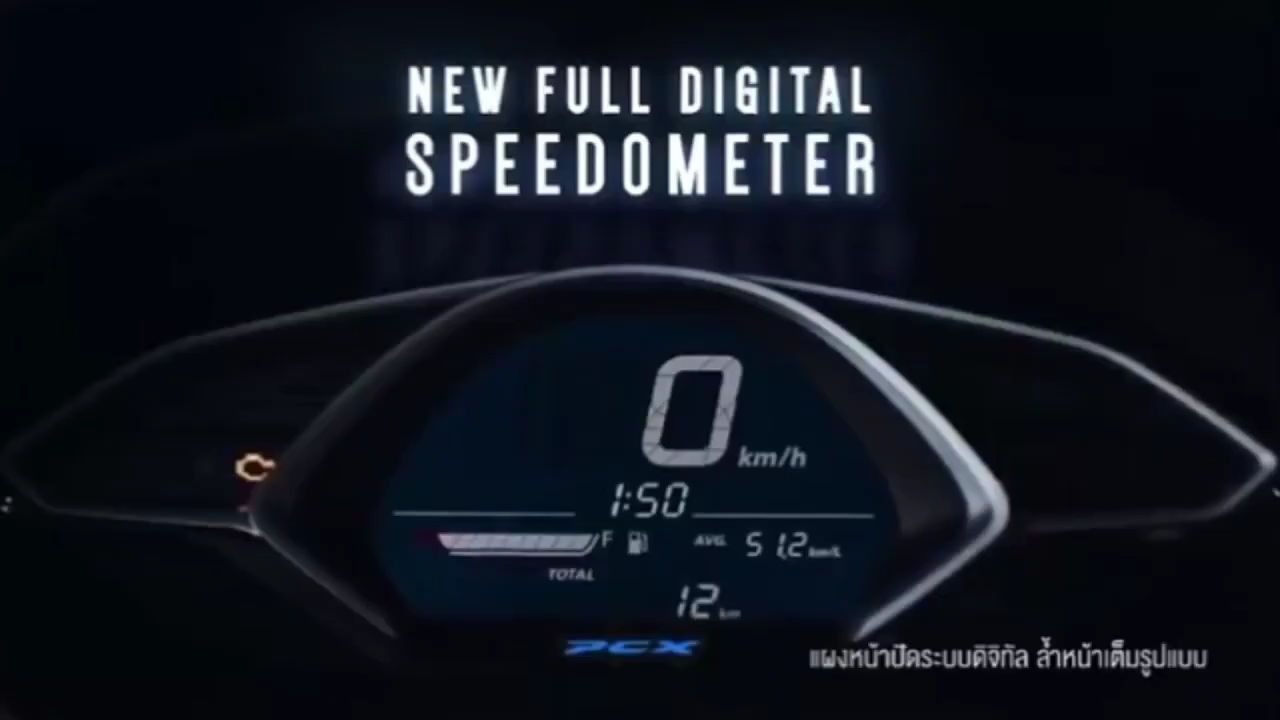 NEW FULL DIGITAL
SPEEDOMETER
0 km/h
1:50
F AVG. 51.2 km/L
TOTAL
12 km
PCX
แผงหน้าปัดระบบดิจิทัล ล้ำหน้าเต็มรูปแบบ